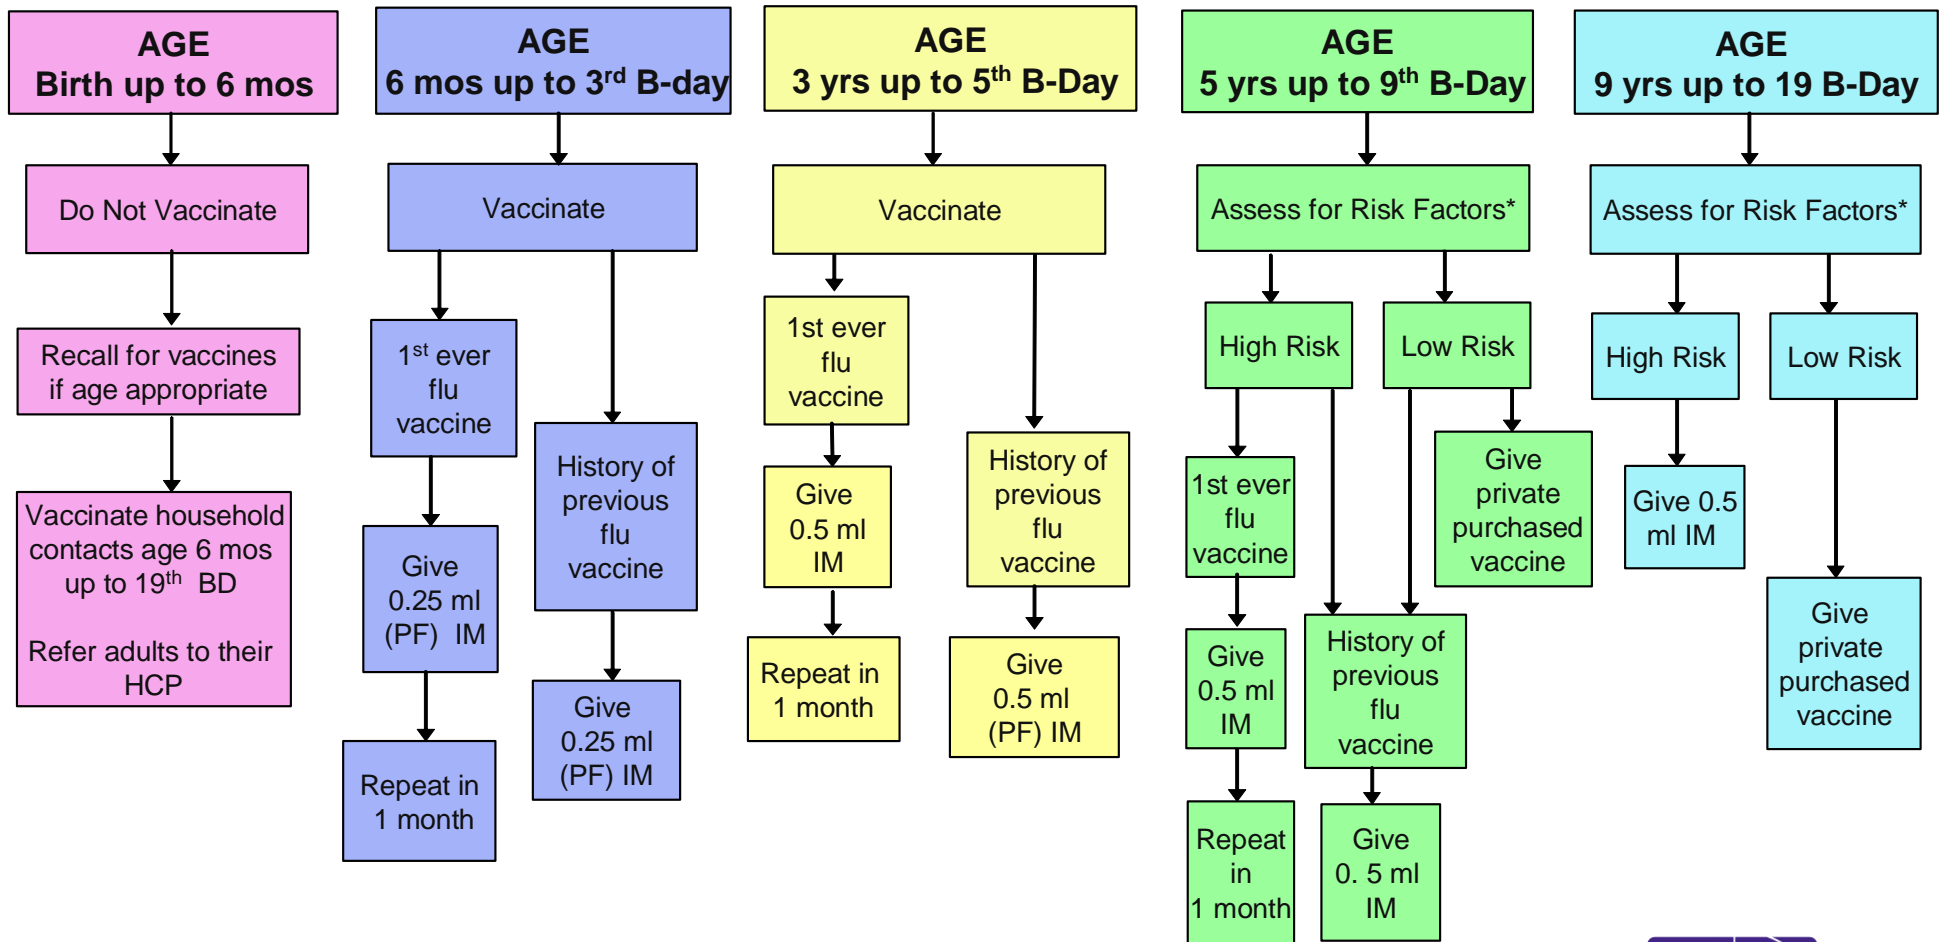 AGE
Birth up to 6 mos
Do Not Vaccinate
Recall for vaccines
if age appropriate
Vaccinate household
contacts age 6 mos
up to 19th BD
Refer adults to their
HCP
AGE
6 mos up to 3rd B-day
Vaccinate
1st ever
flu
vaccine
Give
0.25 ml
(PF) IM
Repeat in
1 month
History of
previous
flu
vaccine
Give
0.25 ml
(PF) IM
AGE
3 yrs up to 5th B-Day
Vaccinate
1st ever
flu
vaccine
Give
0.5 ml
IM
Repeat in
1 month
History of
previous
flu
vaccine
Give
0.5 ml
(PF) IM
AGE
5 yrs up to 9th B-Day
Assess for Risk Factors*
High Risk
Low Risk
1st ever
flu
vaccine
Give
0.5 ml
IM
Repeat
in
1 month
History of
previous
flu
vaccine
Give
0. 5 ml
IM
Give
private
purchased
vaccine
AGE
9 yrs up to 19 B-Day
Assess for Risk Factors*
High Risk
Low Risk
Give 0.5
ml IM
Give
private
purchased
vaccine